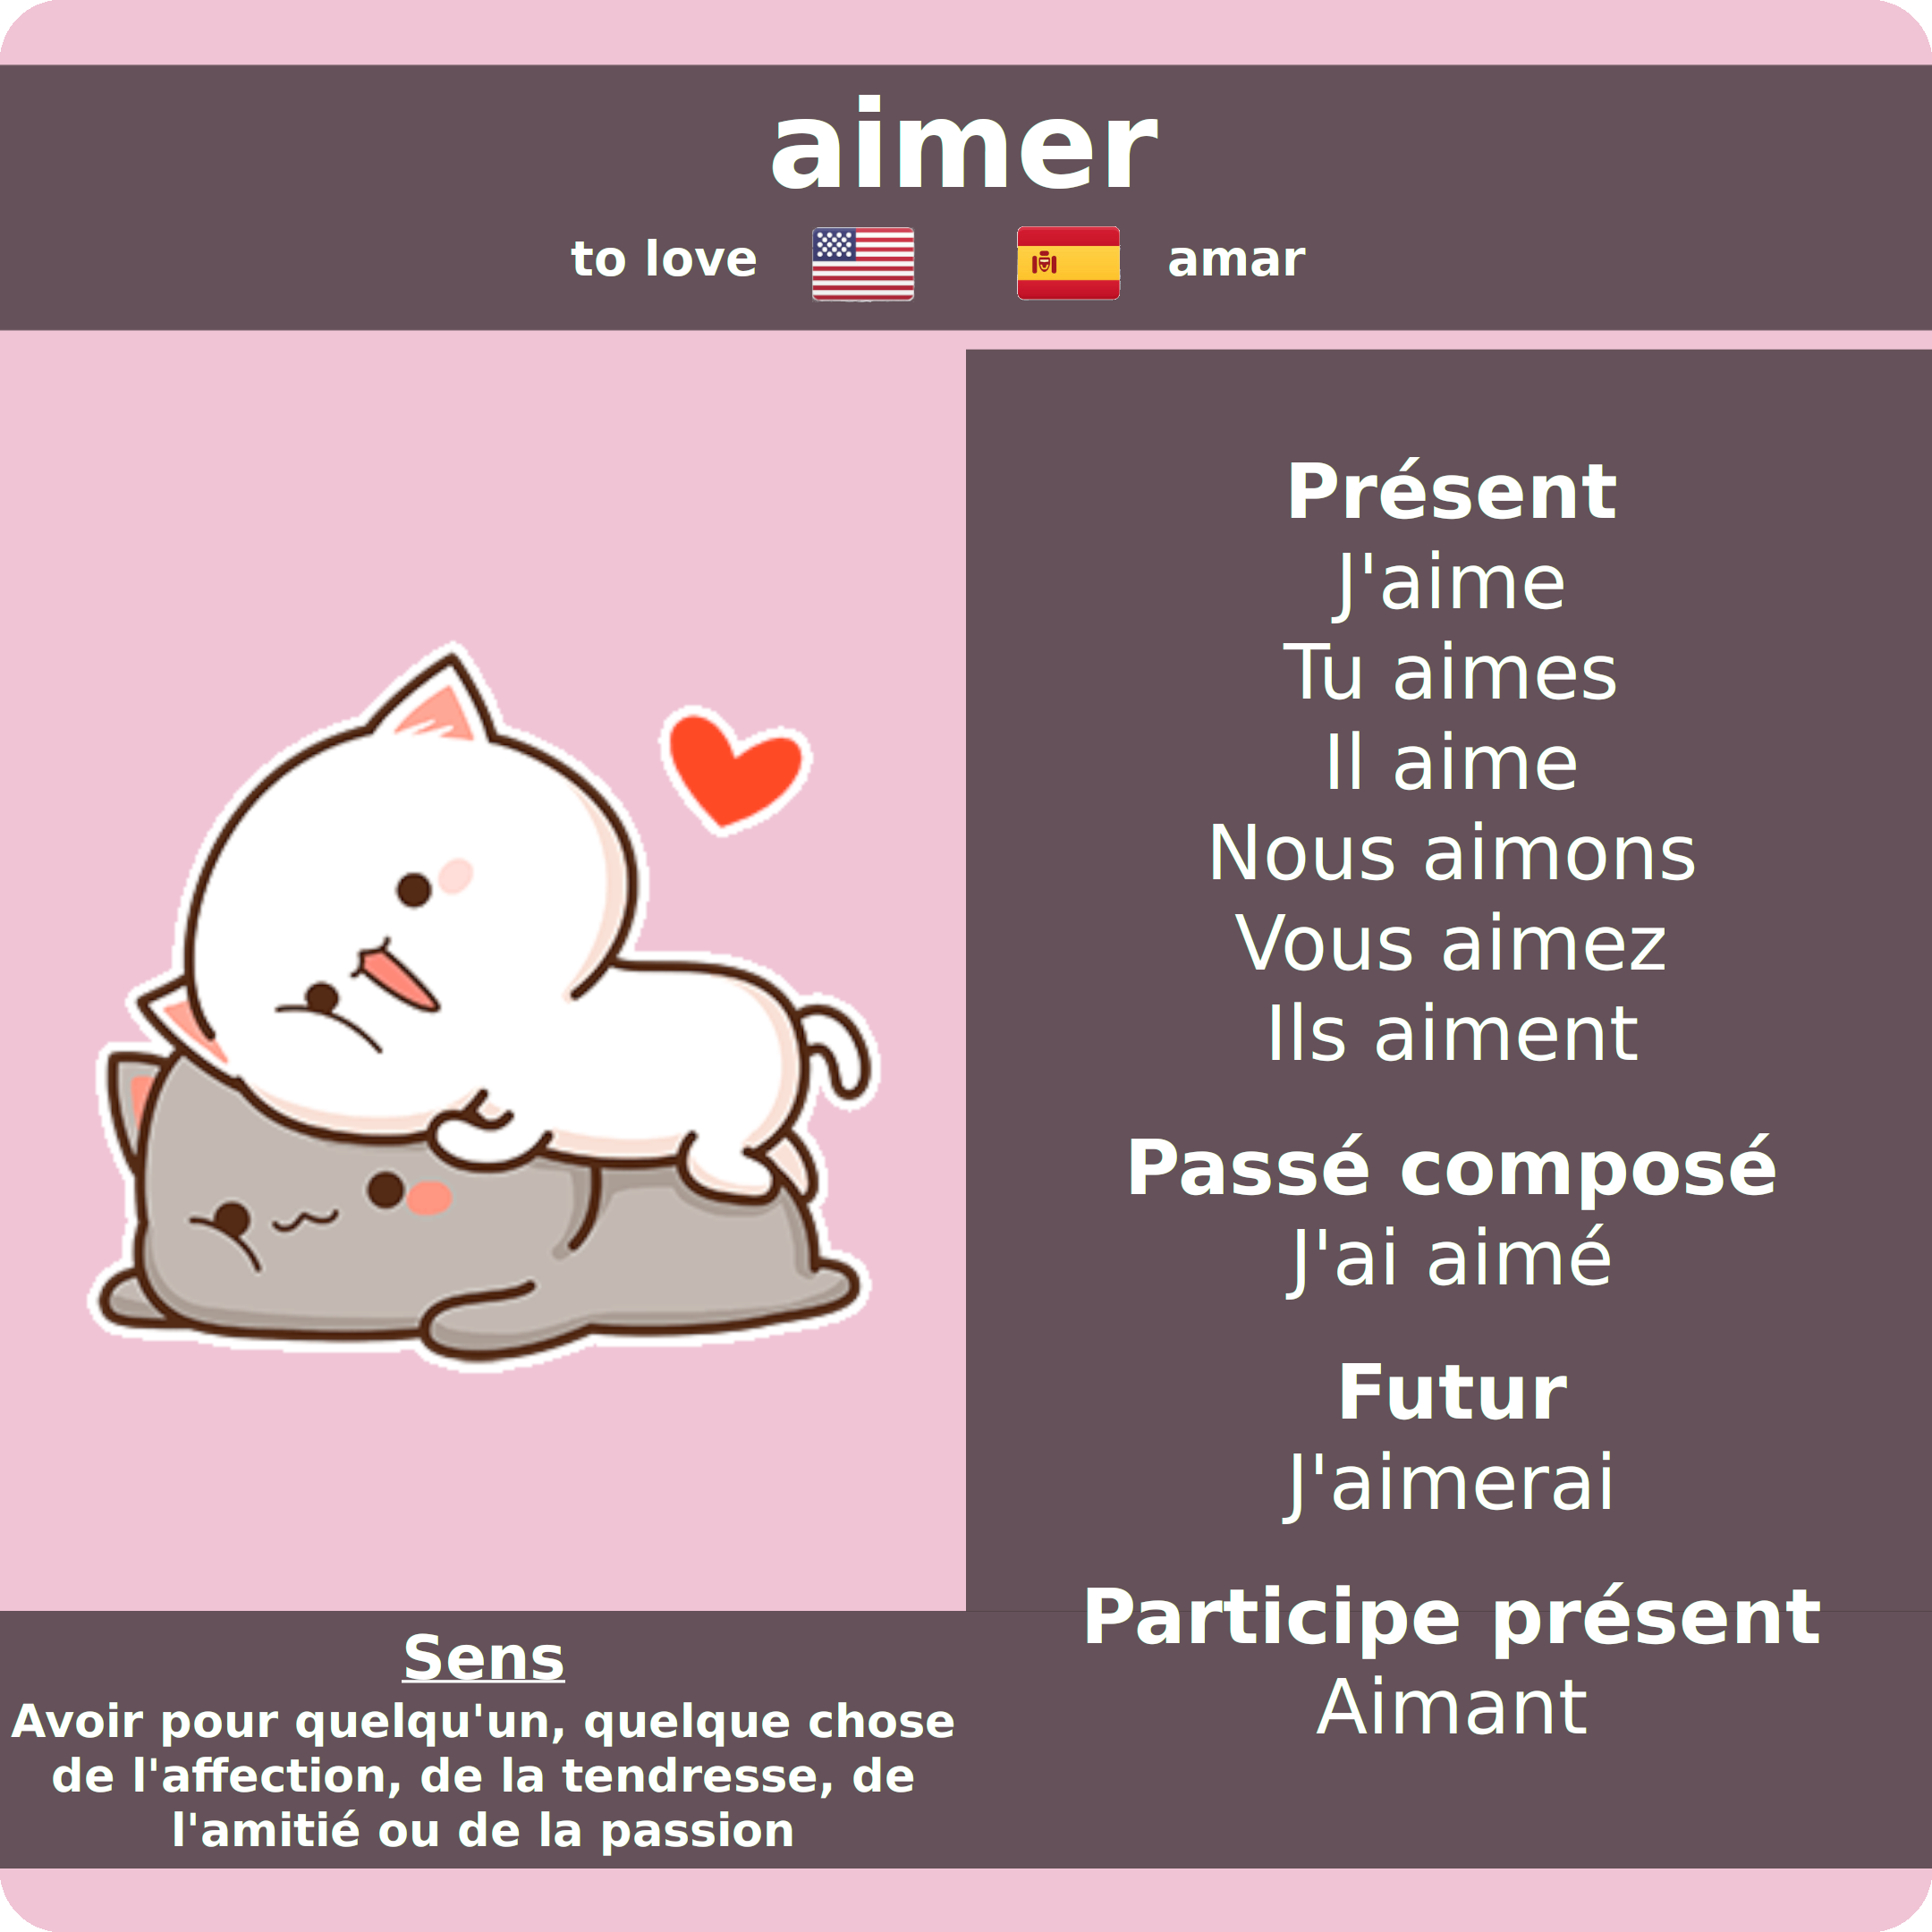 aimer
to love
amar
Présent
J'aime
Tu aimes
Il aime
Nous aimons
Vous aimez
Ils aiment
Passé composé
J'ai aimé
Futur
J'aimerai
Participe présent
Aimant
Sens
Avoir pour quelqu'un, quelque chose
de l'affection, de la tendresse, de
l'amitié ou de la passion